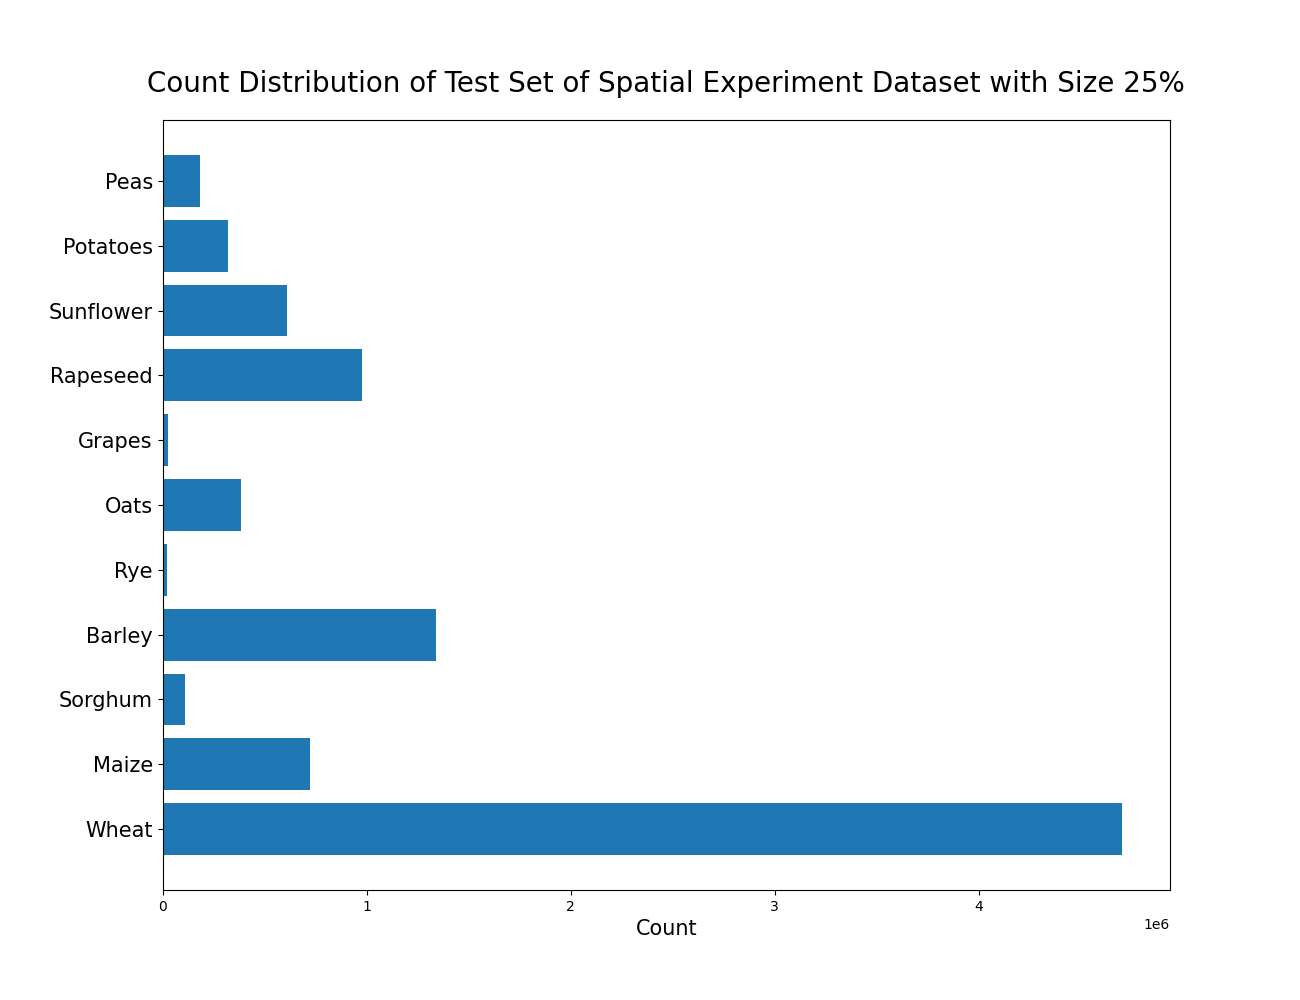 Count Distribution of Test Set of Spatial Experiment Dataset with Size 25%
Peas
Potatoes
Sunflower
Rapeseed
Grapes
Oats
Rye
Barley
Sorghum
Maize
Wheat
0 1 2 3 4
1e6
Count